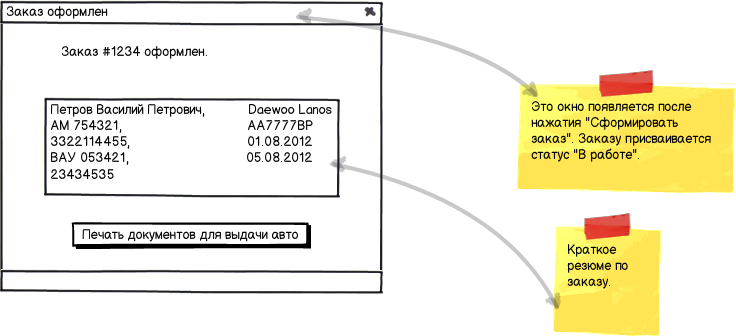 Заказ оформлен
Заказ #1234 оформлен.
Петров Василий Петрович, Daewoo Lanos
АМ 754321, АА7777ВР
3322114455, 01.08.2012
ВАУ 053421, 05.08.2012
23434535
Печать документов для выдачи авто
Это окно появляется после
нажатия "Сформировать
заказ". Заказу присваивается
статус "В работе".
Краткое
резюме по
заказу.